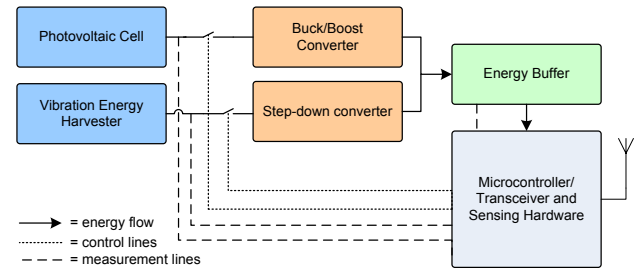 Photovoltaic Cell
Buck/Boost
Converter
Energy Buffer
Vibration Energy
Harvester
Step-down converter
Microcontroller/
Transceiver and
Sensing Hardware
= energy flow
= control lines
= measurement lines